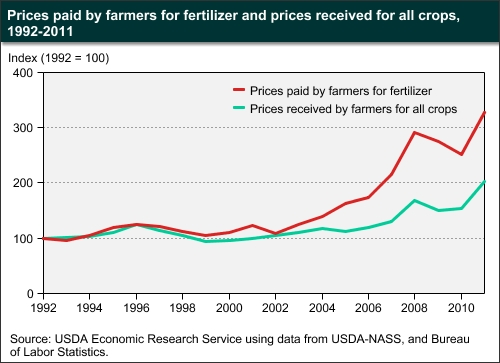 Prices paid by farmers for fertilizer and prices received for all crops,
1992-2011
Index (1992 = 100)
400
300
200
100
0
Prices paid by farmers for fertilizer
Prices received by farmers for all crops
1992 1994 1996 1998 2000 2002 2004 2006 2008 2010
Source: USDA Economic Research Service using data from USDA-NASS, and Bureau
of Labor Statistics.